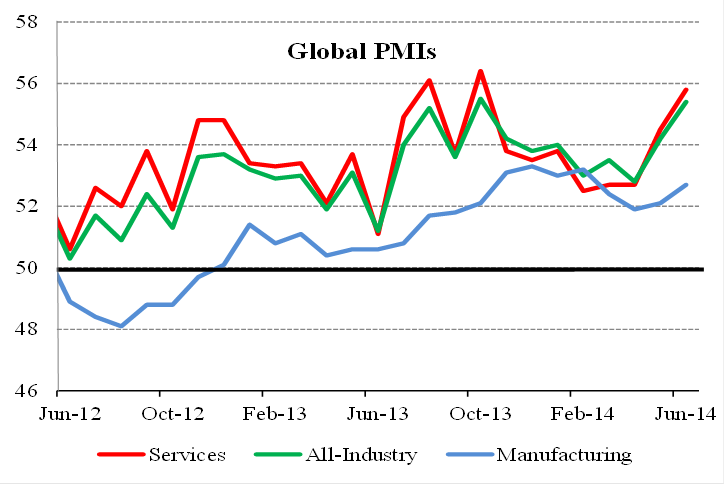 Global PMIs
58
56
54
52
50
48
46
Jun-12 Oct-12 Feb-13 Jun-13 Oct-13 Feb-14 Jun-14
Services All-Industry Manufacturing